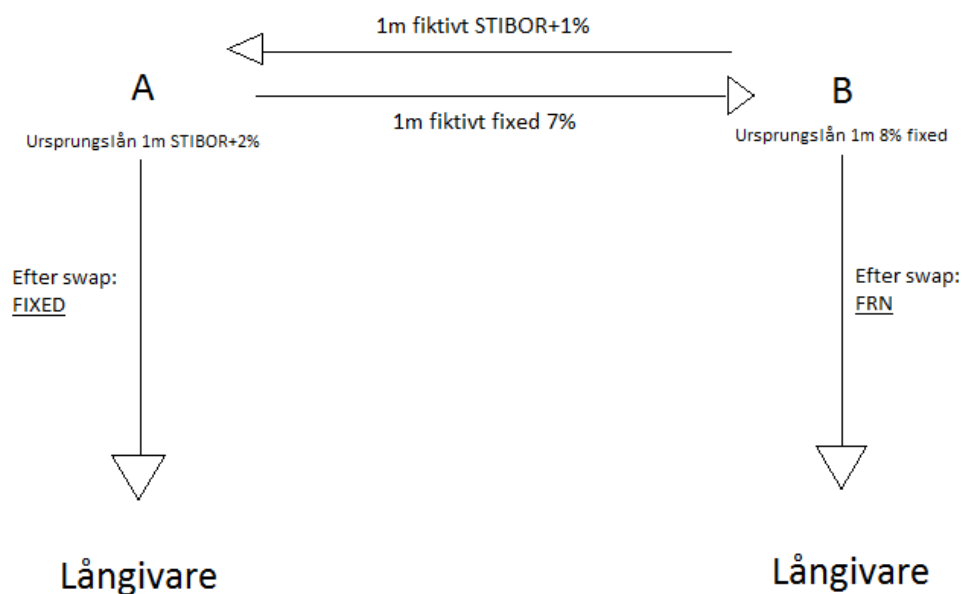 1m fiktivt STIBOR+1%
A
B
1m fiktivt fixed 7%
Ursprungslån 1m STIBOR+2%
Ursprungslån 1m 8% fixed
Efter swap:
FIXED
Efter swap:
FRN
Långivare
Långivare